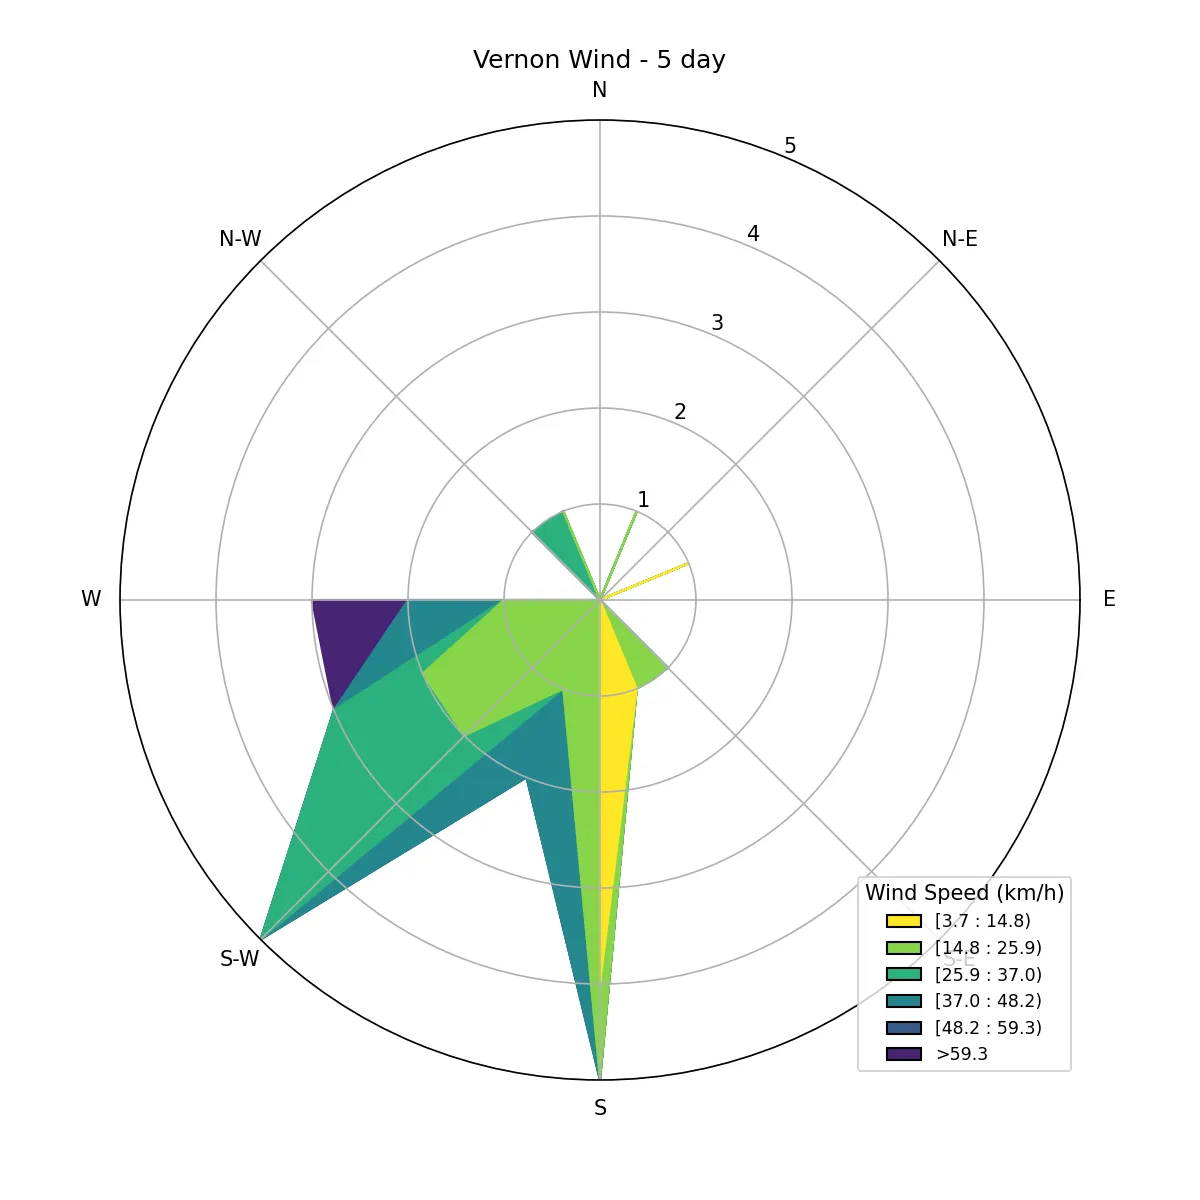 Vernon Wind - 5 day
N
5
N-W
4
N-E
3
2
1
W
E
Wind Speed (km/h)
[3.7 : 14.8)
[14.8 : 25.9)
[25.9 : 37.0)
[37.0 : 48.2)
[48.2 : 59.3)
>59.3
S-W
S-E
S